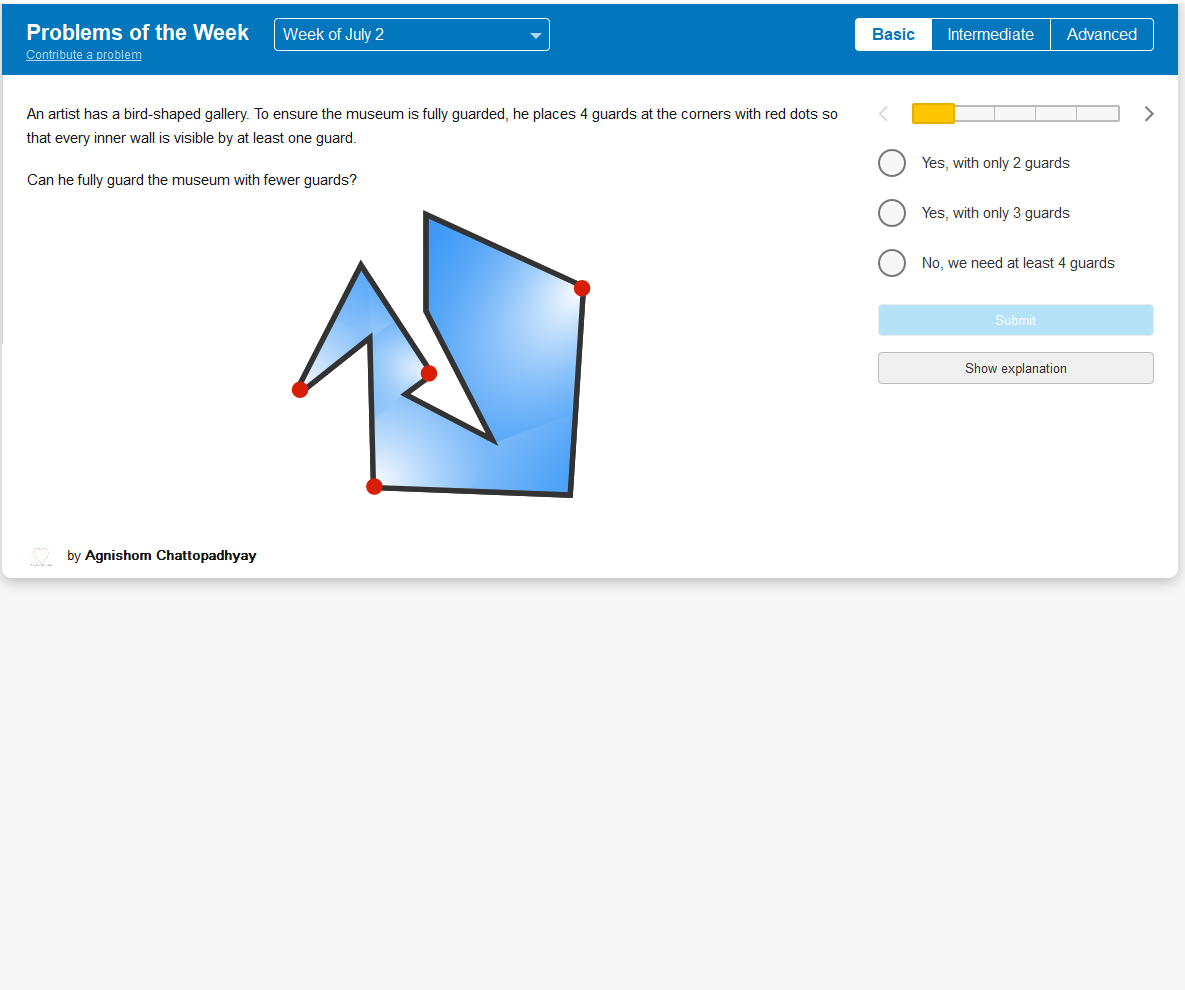 Problems of the Week
Contribute a problem
Week of July 2
Basic
Intermediate
Advanced
An artist has a bird-shaped gallery. To ensure the museum is fully guarded, he places 4 guards at the corners with red dots so
that every inner wall is visible by at least one guard.
Can he fully guard the museum with fewer guards?
Yes, with only 2 guards
Yes, with only 3 guards
No, we need at least 4 guards
Submit
Show explanation
by Agnishom Chattopadhyay